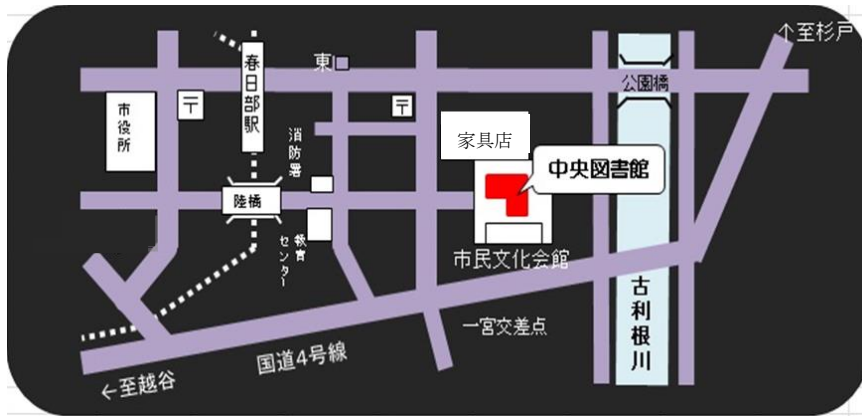 ↑至杉戸
東
公園橋
春日部駅
市役所
〒
〒
消防署
家具店
中央図書館
陸橋
教育
センター
市民文化会館
一宮交差点
古利根川
国道4号線
←至越谷